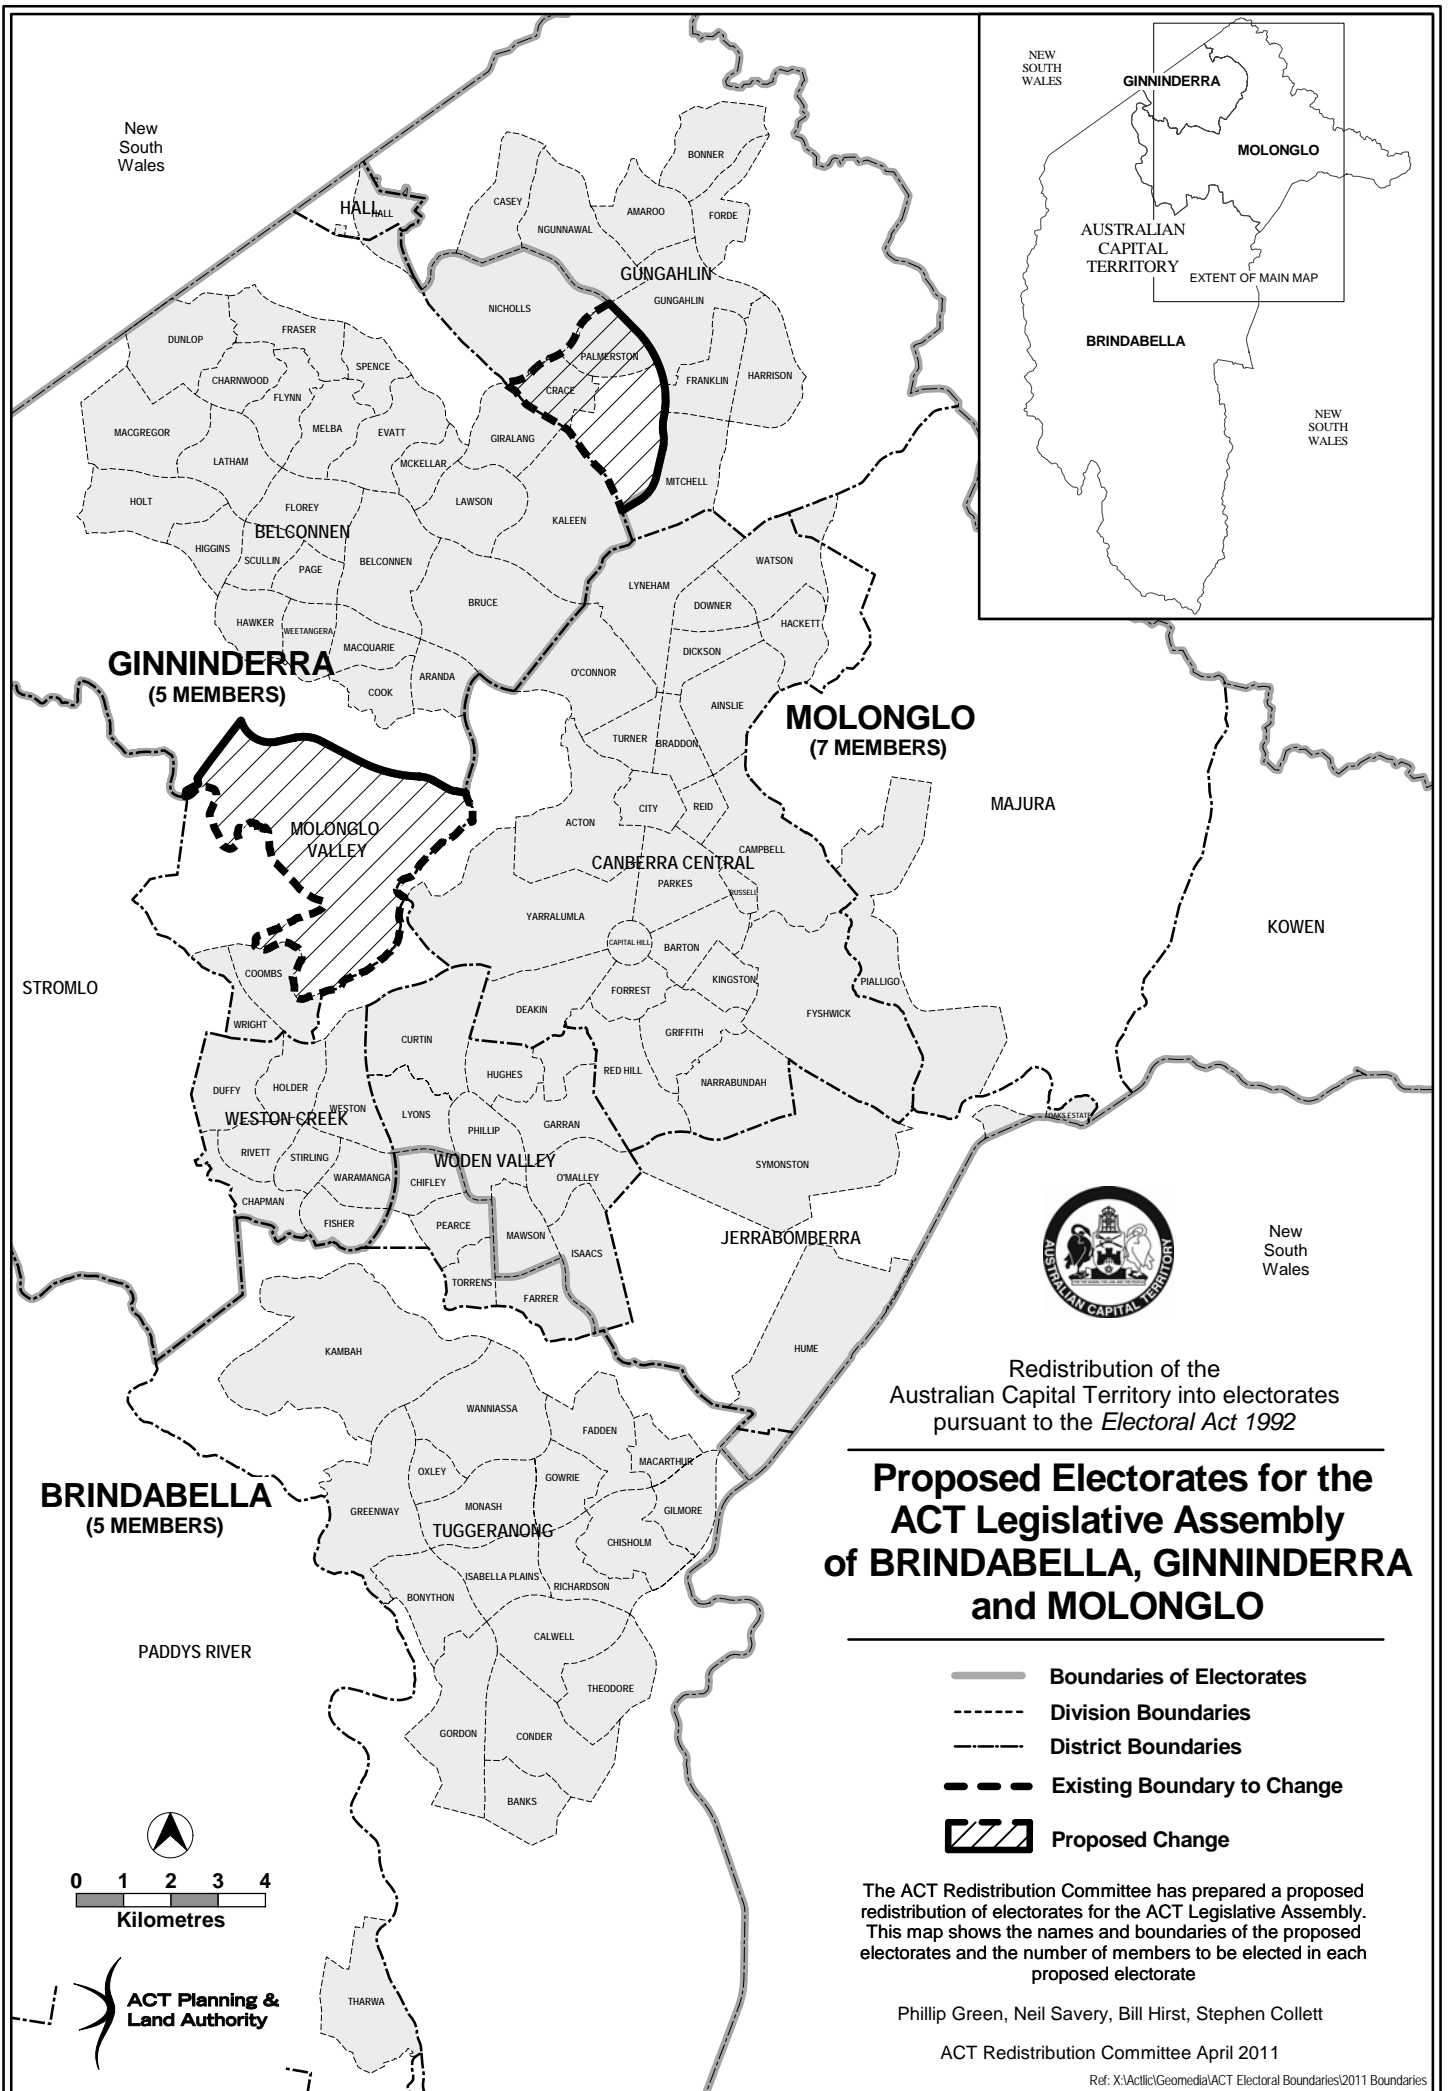 New
South
Wales
NEW
SOUTH
WALES
GINNINDERRA
MOLONGLO
AUSTRALIAN
CAPITAL
TERRITORY
EXTENT OF MAIN MAP
BRINDABELLA
NEW
SOUTH
WALES
BONNER
CASEY
AMAROO
FORDE
HALL
HALL
NGUNNAWAL
GUNGAHLIN
GUNGAHLIN
NICHOLLS
DUNLOP
FRASER
PALMERSTON
SPENCE
FRANKLIN
HARRISON
CHARNWOOD
CRACE
FLYNN
MACGREGOR
MELBA
EVATT
GIRALANG
LATHAM
MCKELLAR
MITCHELL
HOLT
FLOREY
LAWSON
KALEEN
BELCONNEN
HIGGINS
SCULLIN
PAGE
BELCONNEN
WATSON
LYNEHAM
BRUCE
DOWNER
HAWKER
WEETANGERA
HACKETT
MACQUARIE
DICKSON
GINNINDERRA
(5 MEMBERS)
COOK
ARANDA
O'CONNOR
AINSLIE
MOLONGLO
(7 MEMBERS)
TURNER
BRADDON
MAJURA
CITY
REID
ACTON
MOLONGLO
VALLEY
CAMPBELL
CANBERRA CENTRAL
PARKES
RUSSELL
YARRALUMLA
KOWEN
CAPITAL HILL
BARTON
STROMLO
COOMBS
KINGSTON
PIALLIGO
FORREST
DEAKIN
FYSHWICK
WRIGHT
GRIFFITH
CURTIN
RED HILL
HUGHES
NARRABUNDAH
DUFFY
HOLDER
WESTON
WESTON CREEK
LYONS
PHILLIP
GARRAN
OAKS ESTATE
RIVETT
STIRLING
WODEN VALLEY
SYMONSTON
WARAMANGA
CHIFLEY
O'MALLEY
CHAPMAN
FISHER
PEARCE
MAWSON
ISAACS
JERRABOMBERRA
New
South
Wales
AUSTRALIAN CAPITAL TERRITORY
TORRENS
FARRER
KAMBAH
HUME
Redistribution of the
Australian Capital Territory into electorates
pursuant to the Electoral Act 1992
WANNIASSA
FADDEN
MACARTHUR
OXLEY
GOWRIE
BRINDABELLA
(5 MEMBERS)
GREENWAY
MONASH
GILMORE
TUGGERANONG
CHISHOLM
Proposed Electorates for the
ACT Legislative Assembly
of BRINDABELLA, GINNINDERRA
and MOLONGLO
ISABELLA PLAINS
RICHARDSON
BONYTHON
CALWELL
PADDYS RIVER
THEODORE
GORDON
CONDER
BANKS
Boundaries of Electorates
Division Boundaries
District Boundaries
Existing Boundary to Change
Proposed Change
0 1 2 3 4
Kilometres
The ACT Redistribution Committee has prepared a proposed
redistribution of electorates for the ACT Legislative Assembly.
This map shows the names and boundaries of the proposed
electorates and the number of members to be elected in each
proposed electorate
ACT Planning &
Land Authority
THARWA
Phillip Green, Neil Savery, Bill Hirst, Stephen Collett
ACT Redistribution Committee April 2011
Ref: X:\Actlic\Geomedia\ACT Electoral Boundaries\2011 Boundaries